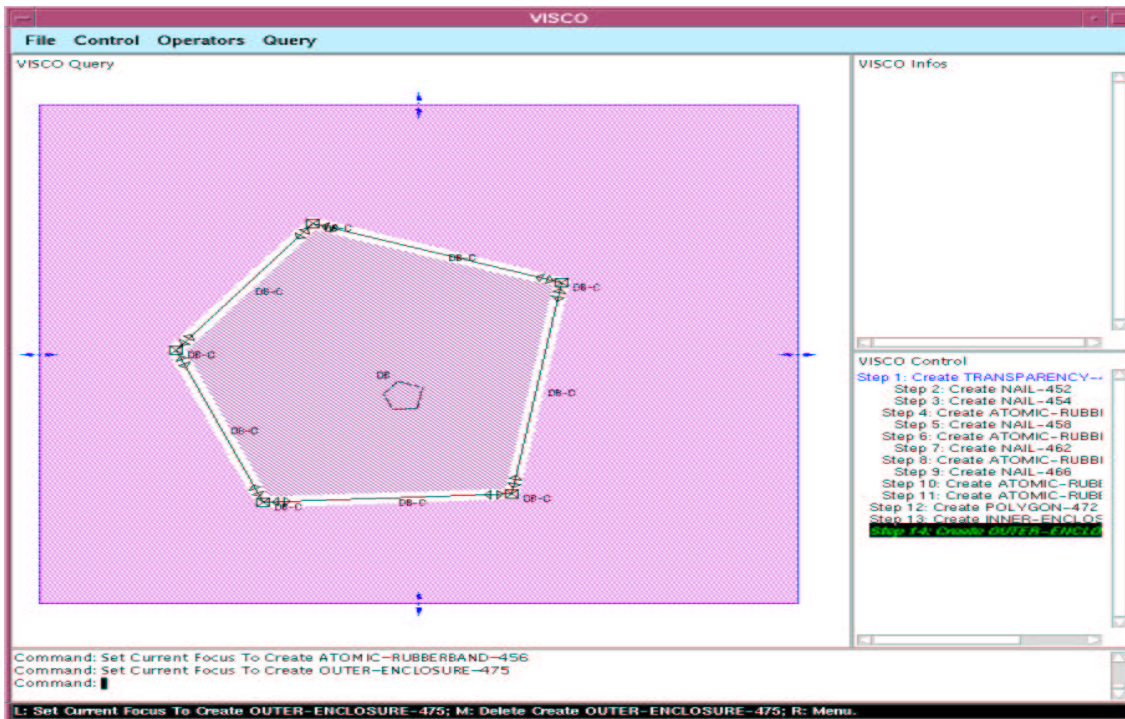 VISCO
File Control Operators Query
VISCO Query
DB-C
DB-C
DB-C
DB-C
DB-C
DB-C
DB
DB-C
DB-C
DB-C
DB-C
VISCO Infos
VISCO Control
Step 1: Create TRANSPARENCY-
Step 2: Create NAIL-452
Step 3: Create NAIL-454
Step 4: Create ATOMIC-RUBBI
Step 5: Create NAIL-458
Step 6: Create ATOMIC-RUBBI
Step 7: Create NAIL-462
Step 8: Create ATOMIC-RUBBI
Step 9: Create NAIL-466
Step 10: Create ATOMIC-RUBE
Step 11: Create ATOMIC-RUBE
Step 12: Create POLYGON-472
Step 13: Create INNER-ENCLOS
Step 14: Create OUTER-ENCLO
Command: Set Current Focus To Create ATOMIC-RUBBERBAND-456
Command: Set Current Focus To Create OUTER-ENCLOSURE-475
Command:
L: Set Current Focus To Create OUTER-ENCLOSURE-475; M: Delete Create OUTER-ENCLOSURE-475; R: Menu.